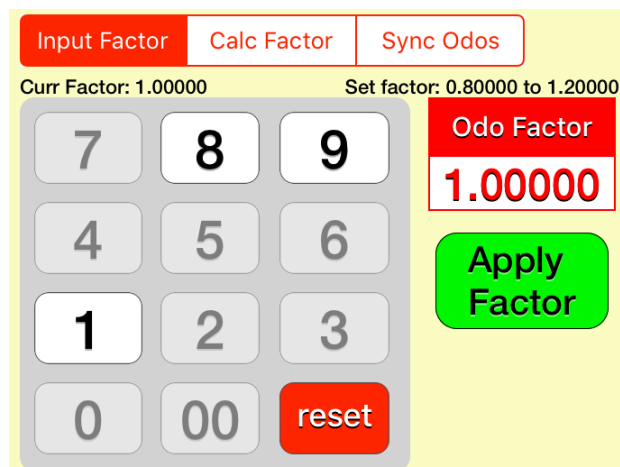 Input Factor Calc Factor Sync Odos
Curr Factor: 1.00000 Set factor: 0.80000 to 1.20000
7 8 9
Odo Factor
1.00000
4 5 6
Apply
Factor
1 2 3
0 00 reset